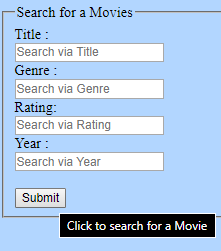 Search for a Movies
Title :
Search via Title
Genre :
Search via Genre
Rating:
Search via Rating
Year :
Search via Year
Submit
Click to search for a Movie